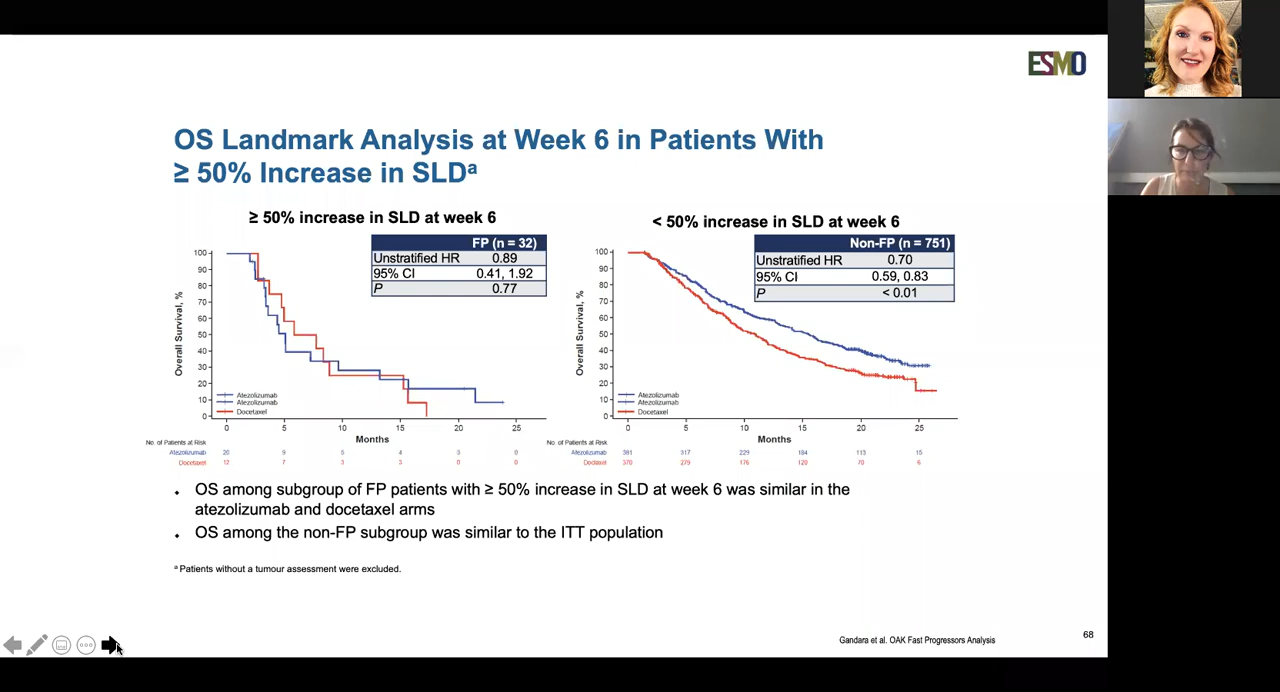 ESMO
OS Landmark Analysis at Week 6 in Patients With
≥ 50% Increase in SLDa
≥ 50% increase in SLD at week 6
FP (n = 32)
Unstratified HR 0.89
95% CI 0.41, 1.92
P 0.77
Overall Survival, %
100
90
80
70
60
50
40
30
20
10
0
Atezolizumab
Atezolizumab
Docetaxel
0 5 10 15 20 25
Months
No. of Patients at Risk
Atezolizumab 20 9 5 4 3 0
Docetaxel 12 7 3 3 0 0
< 50% increase in SLD at week 6
Non-FP (n = 751)
Unstratified HR 0.70
95% CI 0.59, 0.83
P < 0.01
Overall Survival, %
100
90
80
70
60
50
40
30
20
10
0
Atezolizumab
Atezolizumab
Docetaxel
0 5 10 15 20 25
Months
No. of Patients at Risk
Atezolizumab 381 317 229 184 113 15
Docetaxel 370 279 176 120 70 6
• OS among subgroup of FP patients with ≥ 50% increase in SLD at week 6 was similar in the
atezolizumab and docetaxel arms
• OS among the non-FP subgroup was similar to the ITT population
a Patients without a tumour assessment were excluded.
Gandara et al. OAK Fast Progressors Analysis
68